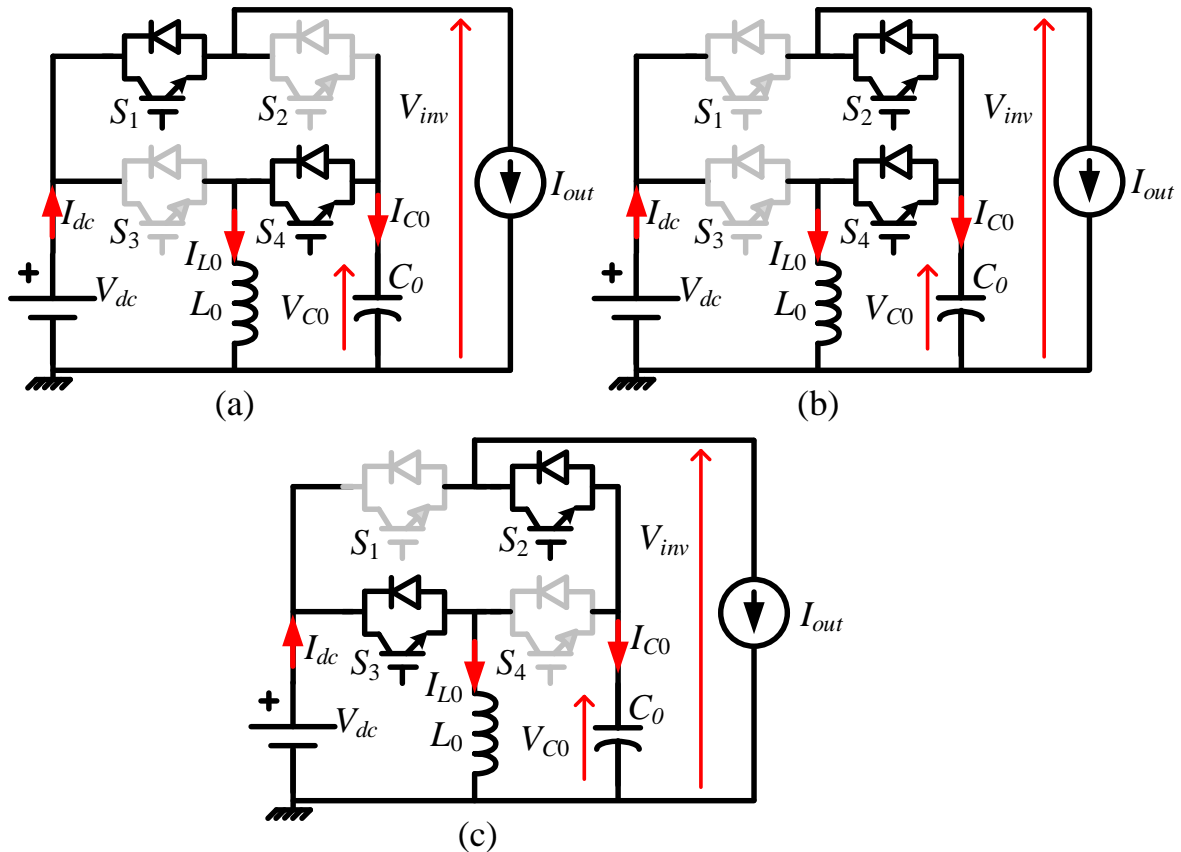 S1
S2
Vinv
Iout
Idc
S3
S4
IC0
IL0
+
Vdc
L0
VC0
C0
(a)
S1
S2
Vinv
Iout
Idc
S3
S4
IC0
IL0
+
Vdc
L0
VC0
C0
(b)
S1
S2
Vinv
Iout
Idc
S3
S4
IC0
IL0
+
Vdc
L0
VC0
C0
(c)